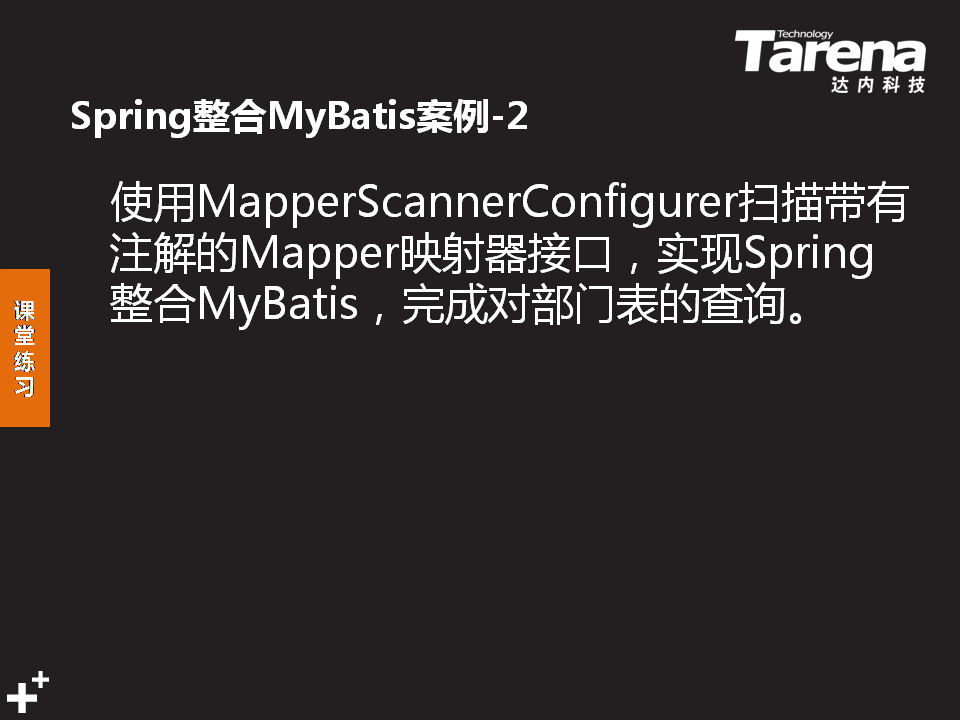 Technology
Tarena
达内科技
Spring整合MyBatis案例-2
使用MapperScannerConfigurer扫描带有
注解的Mapper映射器接口，实现Spring
整合MyBatis，完成对部门表的查询。
课
堂
练
习